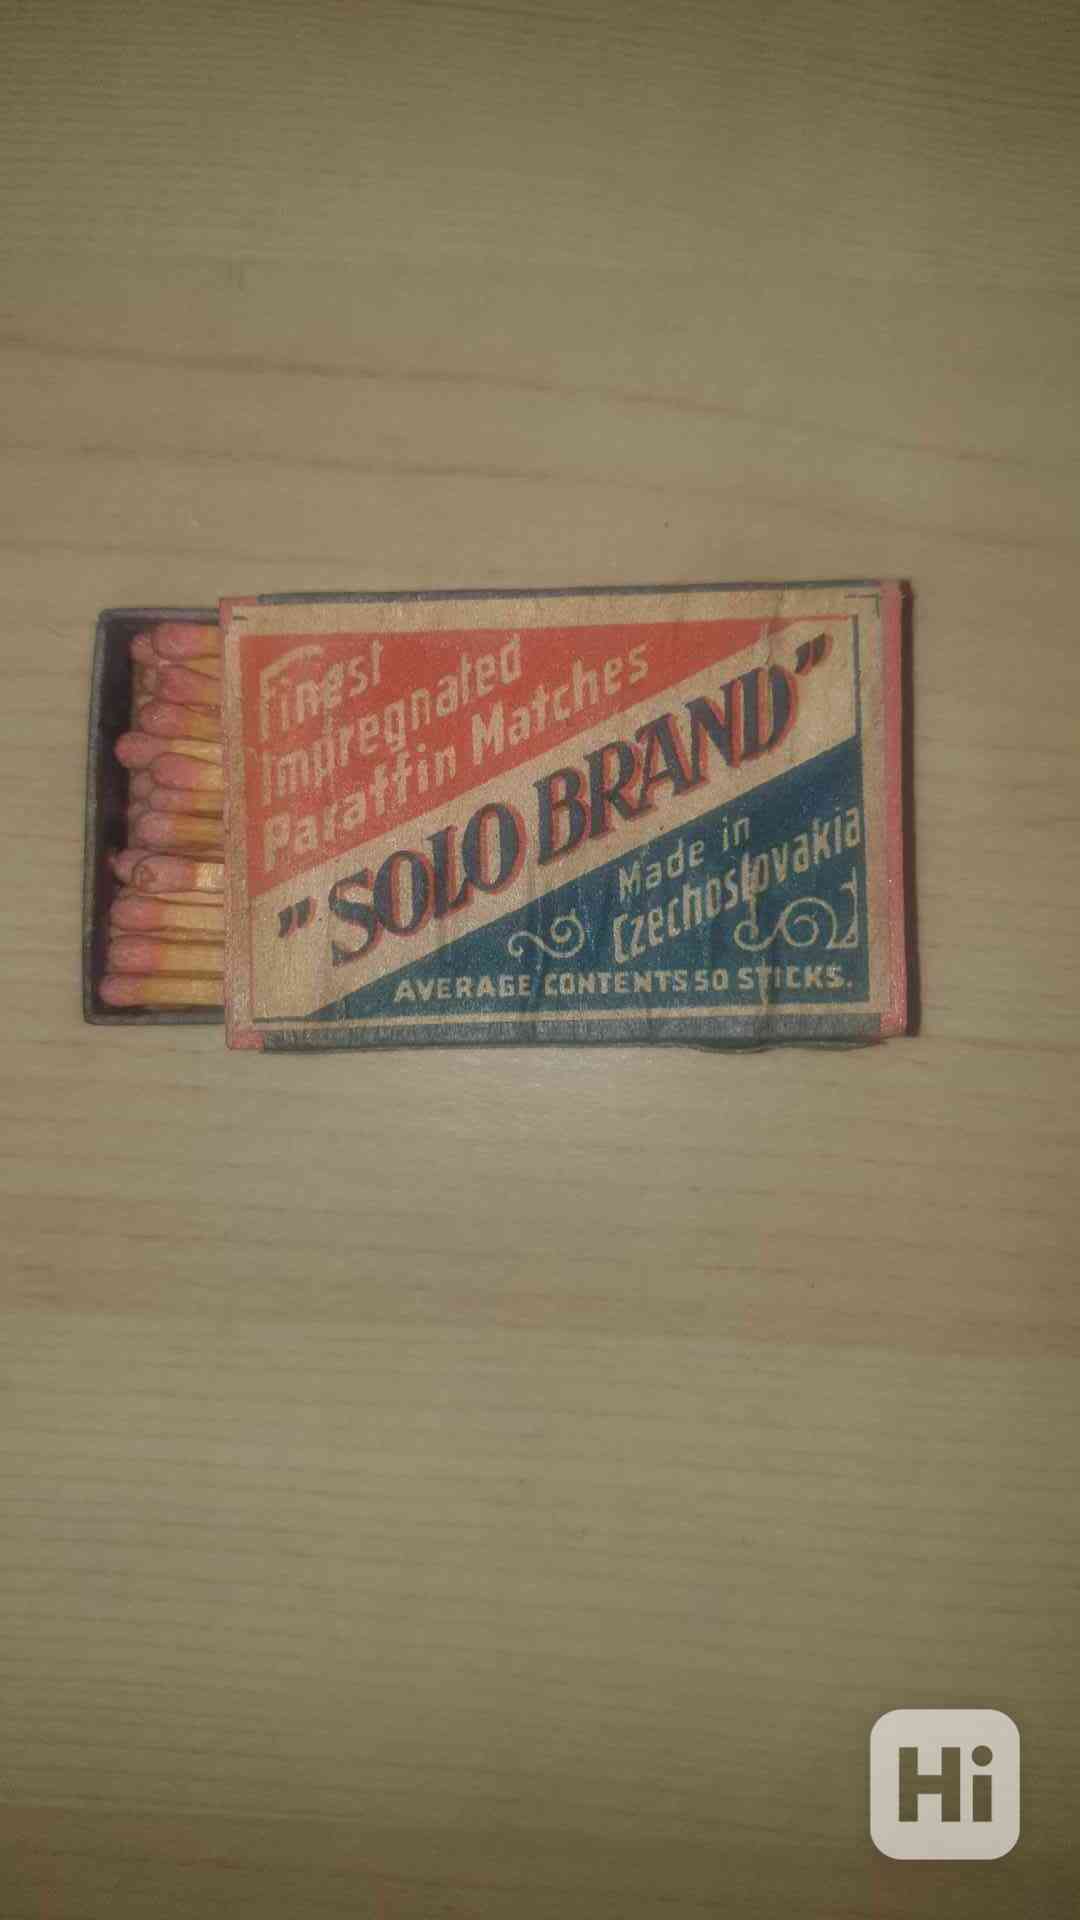 Finest
Impregnated
Paraffin Matches
"SOLO BRAND"
Made in
Czechoslovakia
AVERAGE CONTENTS 50 STICKS.
Hi